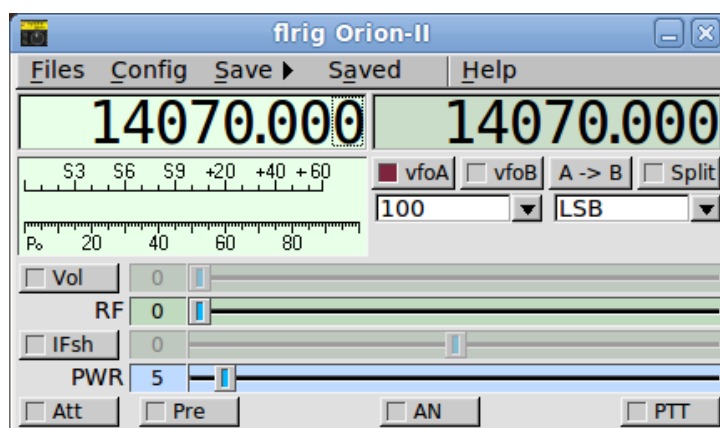 flrig Orion-II
Files Config Save Saved Help
14070.000 14070.000
S3 S6 S9 +20 +40 +60
vfoA vfoB A -> B Split
100 LSB
Po 20 40 60 80
Vol 0
RF 0
IFsh 0
PWR 5
Att Pre AN PTT